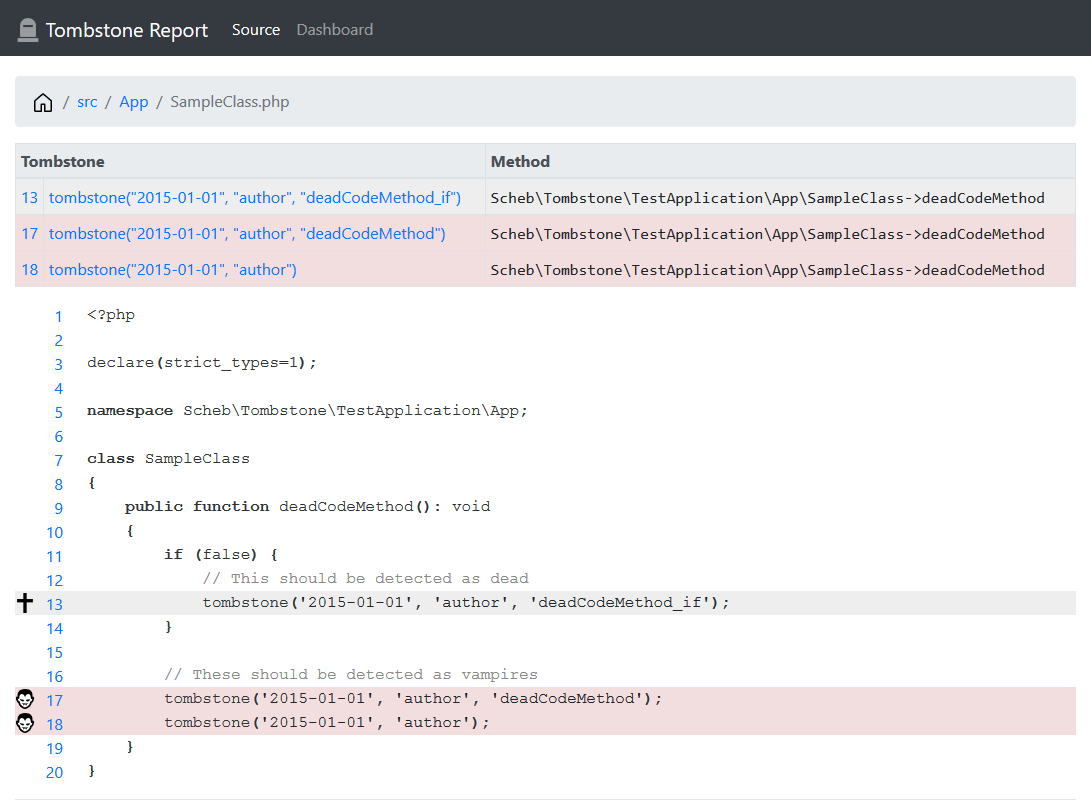 Tombstone Report Source Dashboard
/ src / App / SampleClass.php
Tombstone Method
13 tombstone("2015-01-01", "author", "deadCodeMethod_if") Scheb\Tombstone\TestApplication\App\SampleClass->deadCodeMethod
17 tombstone("2015-01-01", "author", "deadCodeMethod") Scheb\Tombstone\TestApplication\App\SampleClass->deadCodeMethod
18 tombstone("2015-01-01", "author") Scheb\Tombstone\TestApplication\App\SampleClass->deadCodeMethod
1 <?php
2
3 declare(strict_types=1);
4
5 namespace Scheb\Tombstone\TestApplication\App;
6
7 class SampleClass
8 {
9     public function deadCodeMethod(): void
10     {
11         if (false) {
12             // This should be detected as dead
13             tombstone('2015-01-01', 'author', 'deadCodeMethod_if');
14         }
15
16         // These should be detected as vampires
17         tombstone('2015-01-01', 'author', 'deadCodeMethod');
18         tombstone('2015-01-01', 'author');
19     }
20 }